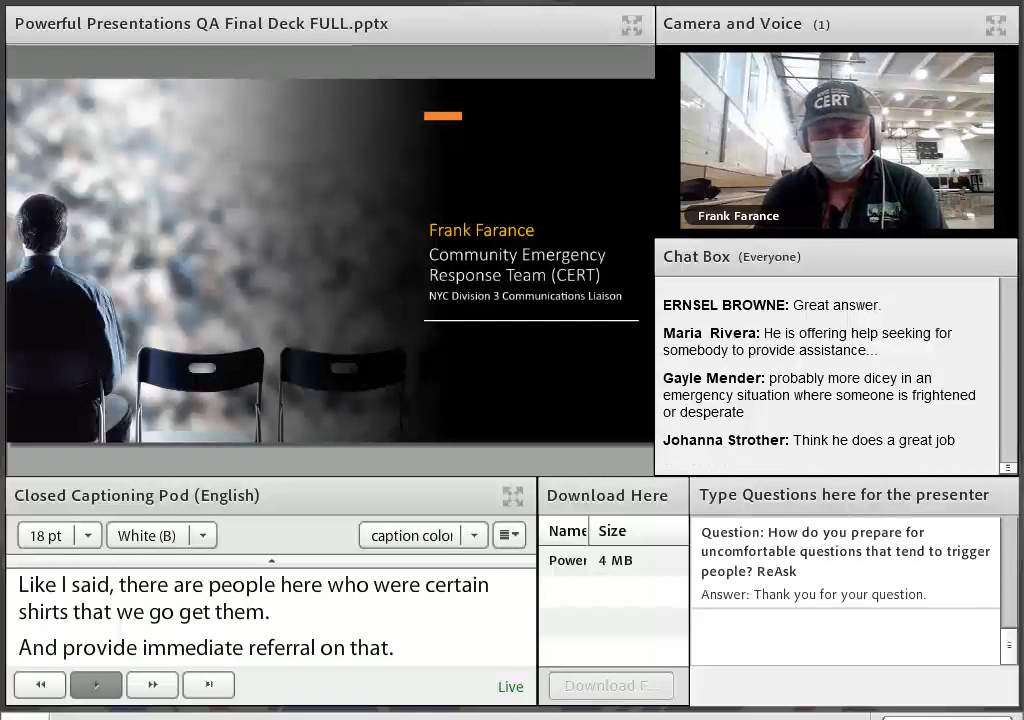 Powerful Presentations QA Final Deck FULL.pptx
Camera and Voice (1)
CERT
Frank Farance
Frank Farance
Community Emergency
Response Team (CERT)
NYC Division 3 Communications Liaison
Chat Box (Everyone)
ERNSEL BROWNE: Great answer.
Maria Rivera: He is offering help seeking for
somebody to provide assistance...
Gayle Mender: probably more dicey in an
emergency situation where someone is frightened
or desperate
Johanna Strother: Think he does a great job
Closed Captioning Pod (English)
18 pt
White (B)
caption color
Like I said, there are people here who were certain
shirts that we go get them.
And provide immediate referral on that.
Live
Download Here
Name Size
Power 4 MB
Download F...
Type Questions here for the presenter
Question: How do you prepare for
uncomfortable questions that tend to trigger
people? ReAsk
Answer: Thank you for your question.